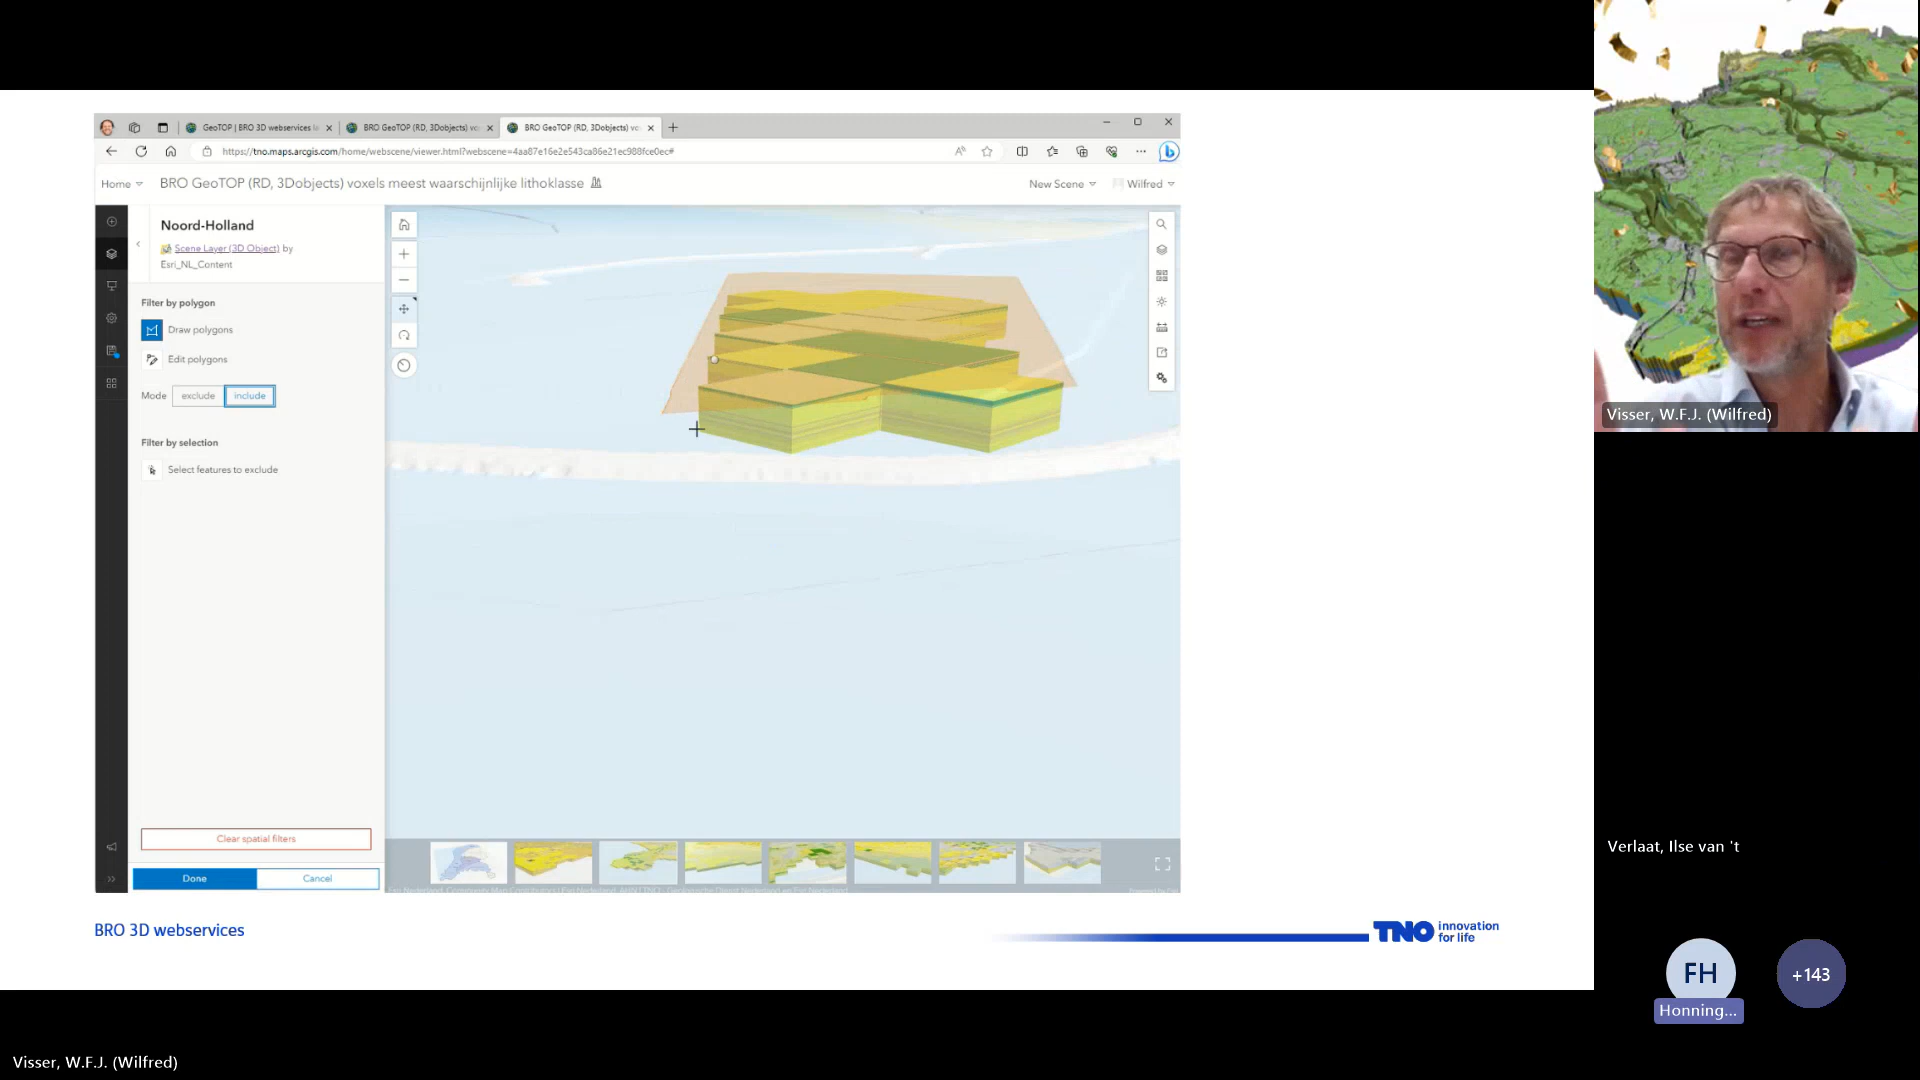 GeoTOP | BRO 3D webservices
BRO GeoTOP (RD, 3Dobjects) vo
BRO GeoTOP (RD, 3Dobjects) vo
https://tno.maps.arcgis.com/home/webscene/viewer.html?webscene=4aa87e16e2e543ca86e21ec988fce0ec#
Home
BRO GeoTOP (RD, 3Dobjects) voxels meest waarschijnlijke lithoklasse
New Scene
Wilfred
Noord-Holland
Scene Layer (3D Object) by
Esri_NL_Content
Filter by polygon
Draw polygons
Edit polygons
Mode
exclude
include
Filter by selection
Select features to exclude
Clear spatial filters
Done
Cancel
BRO 3D webservices
TNO innovation
for life
Visser, W.F.J. (Wilfred)
Verlaat, Ilse van 't
FH
Honning...
+143
Visser, W.F.J. (Wilfred)